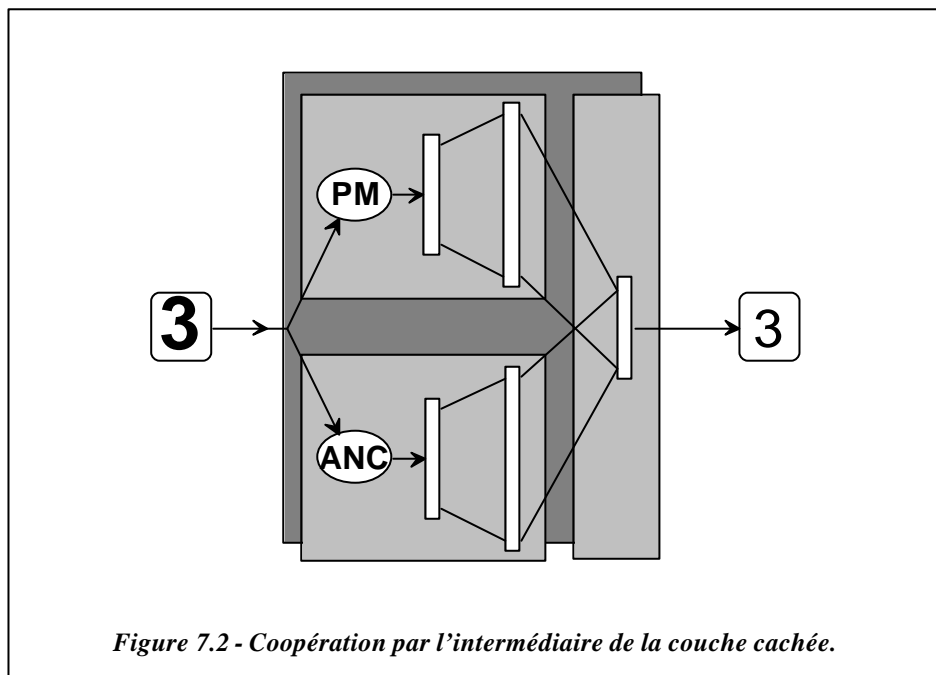 PM
3
3
ANC
Figure 7.2 - Coopération par l'intermédiaire de la couche cachée.